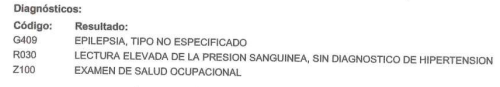 Diagnósticos:
Código: Resultado:
G409 EPILEPSIA, TIPO NO ESPECIFICADO
R030 LECTURA ELEVADA DE LA PRESION SANGUINEA, SIN DIAGNOSTICO DE HIPERTENSION
Z100 EXAMEN DE SALUD OCUPACIONAL